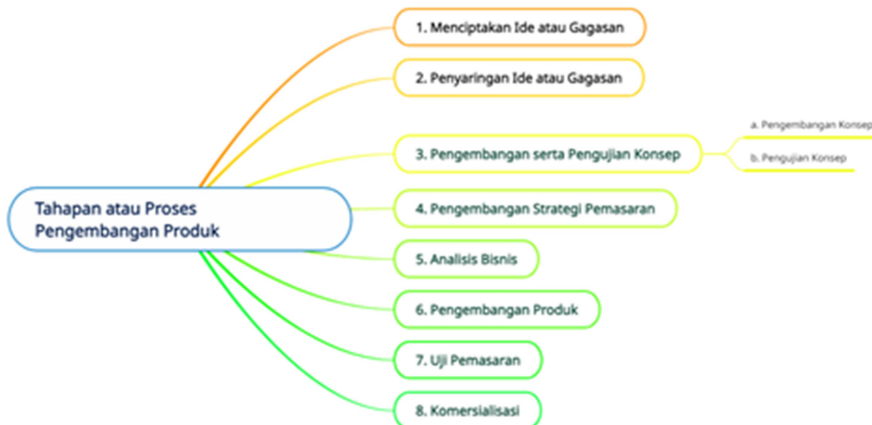 Tahapan atau Proses
Pengembangan Produk
1. Menciptakan Ide atau Gagasan
2. Penyaringan Ide atau Gagasan
3. Pengembangan serta Pengujian Konsep
a. Pengembangan Konsep
b. Pengujian Konsep
4. Pengembangan Strategi Pemasaran
5. Analisis Bisnis
6. Pengembangan Produk
7. Uji Pemasaran
8. Komersialisasi